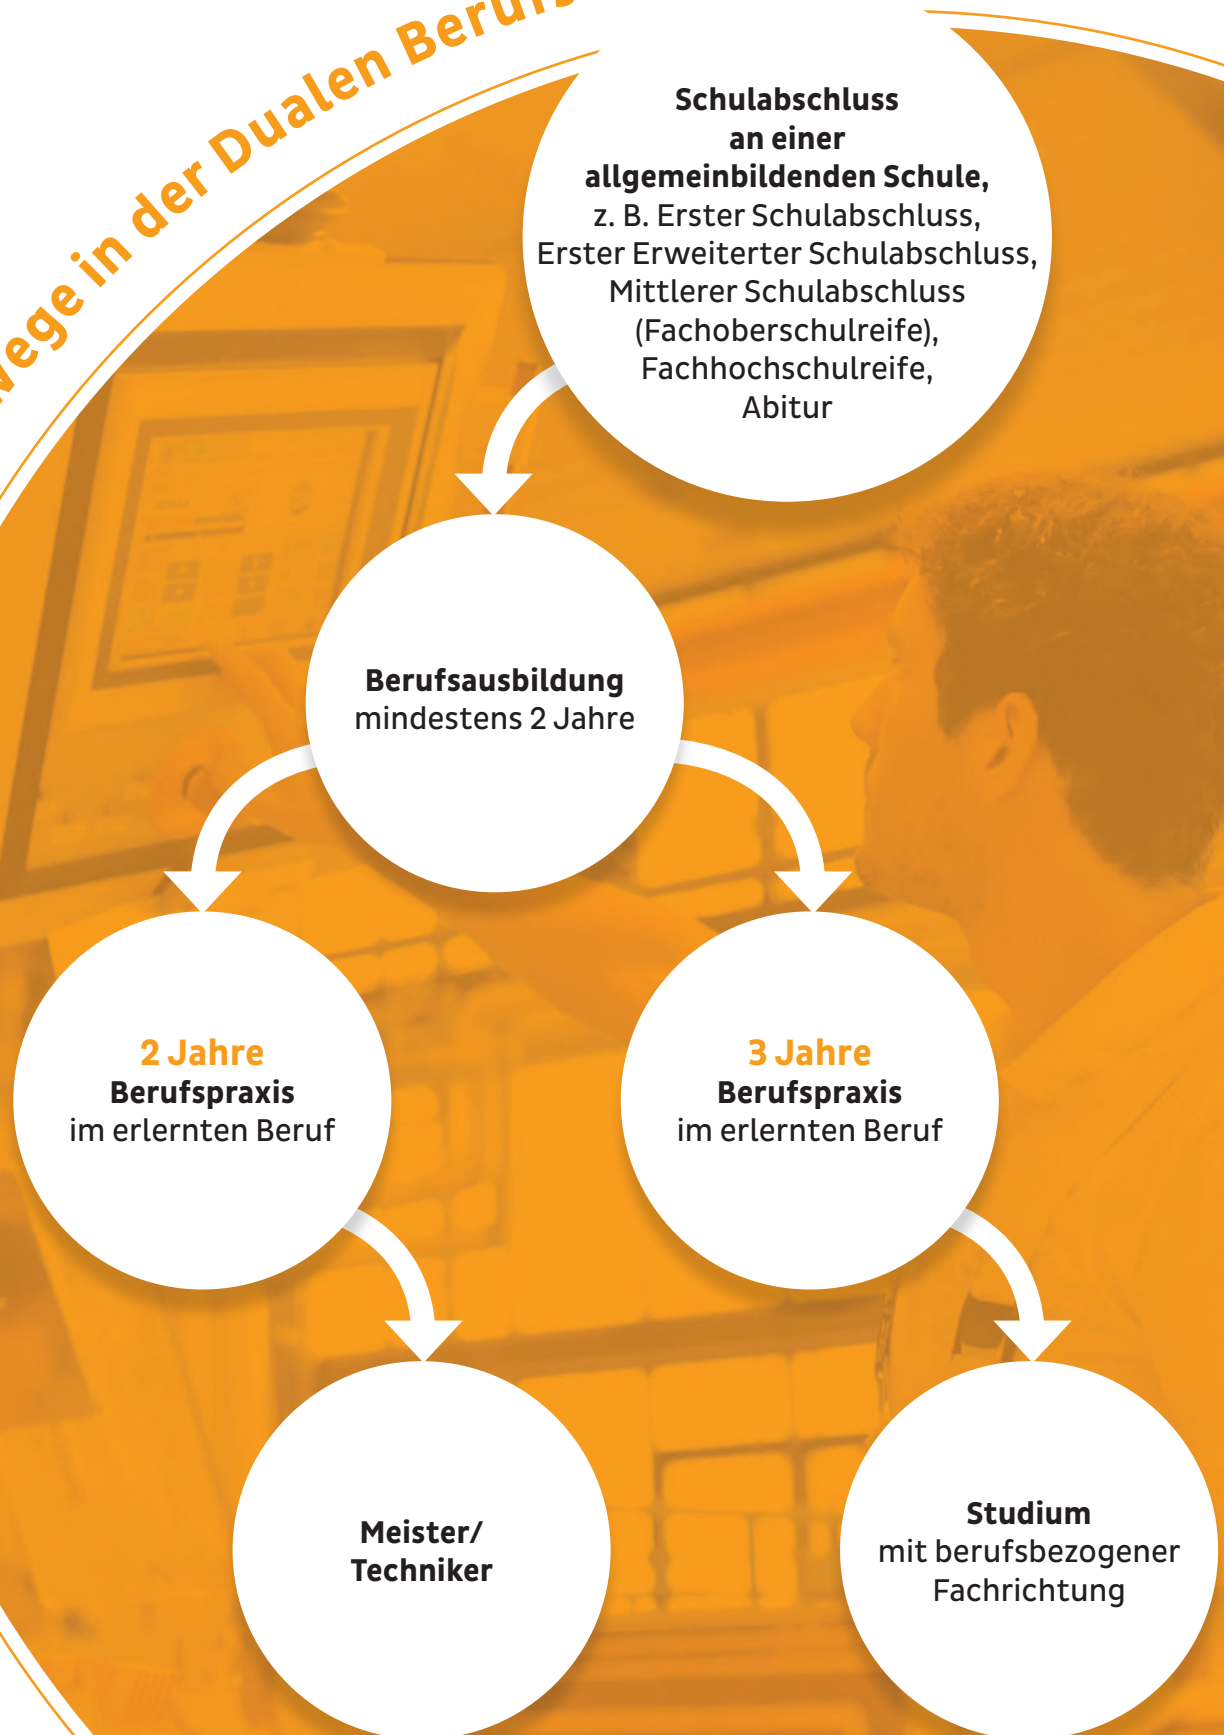 in der Dualen
Schulabschluss
an einer
allgemeinbildenden Schule,
z. B. Erster Schulabschluss,
Erster Erweiterter Schulabschluss,
Mittlerer Schulabschluss
(Fachoberschulreife),
Fachhochschulreife,
Abitur
Berufsausbildung
mindestens 2 Jahre
2 Jahre
Berufspraxis
im erlernten Beruf
3 Jahre
Berufspraxis
im erlernten Beruf
Meister/
Techniker
Studium
mit berufsbezogener
Fachrichtung